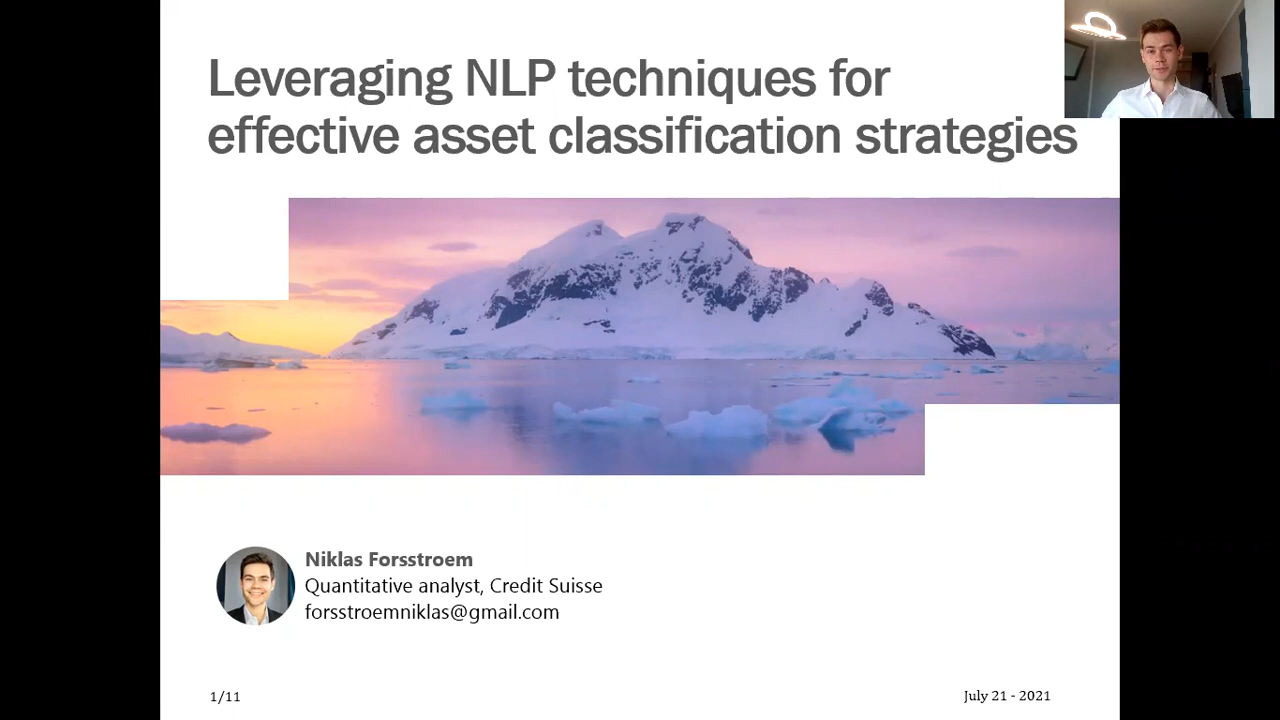 Leveraging NLP techniques for
effective asset classification strategies
Niklas Forsstroem
Quantitative analyst, Credit Suisse
forsstroemniklas@gmail.com
1/11
July 21 - 2021